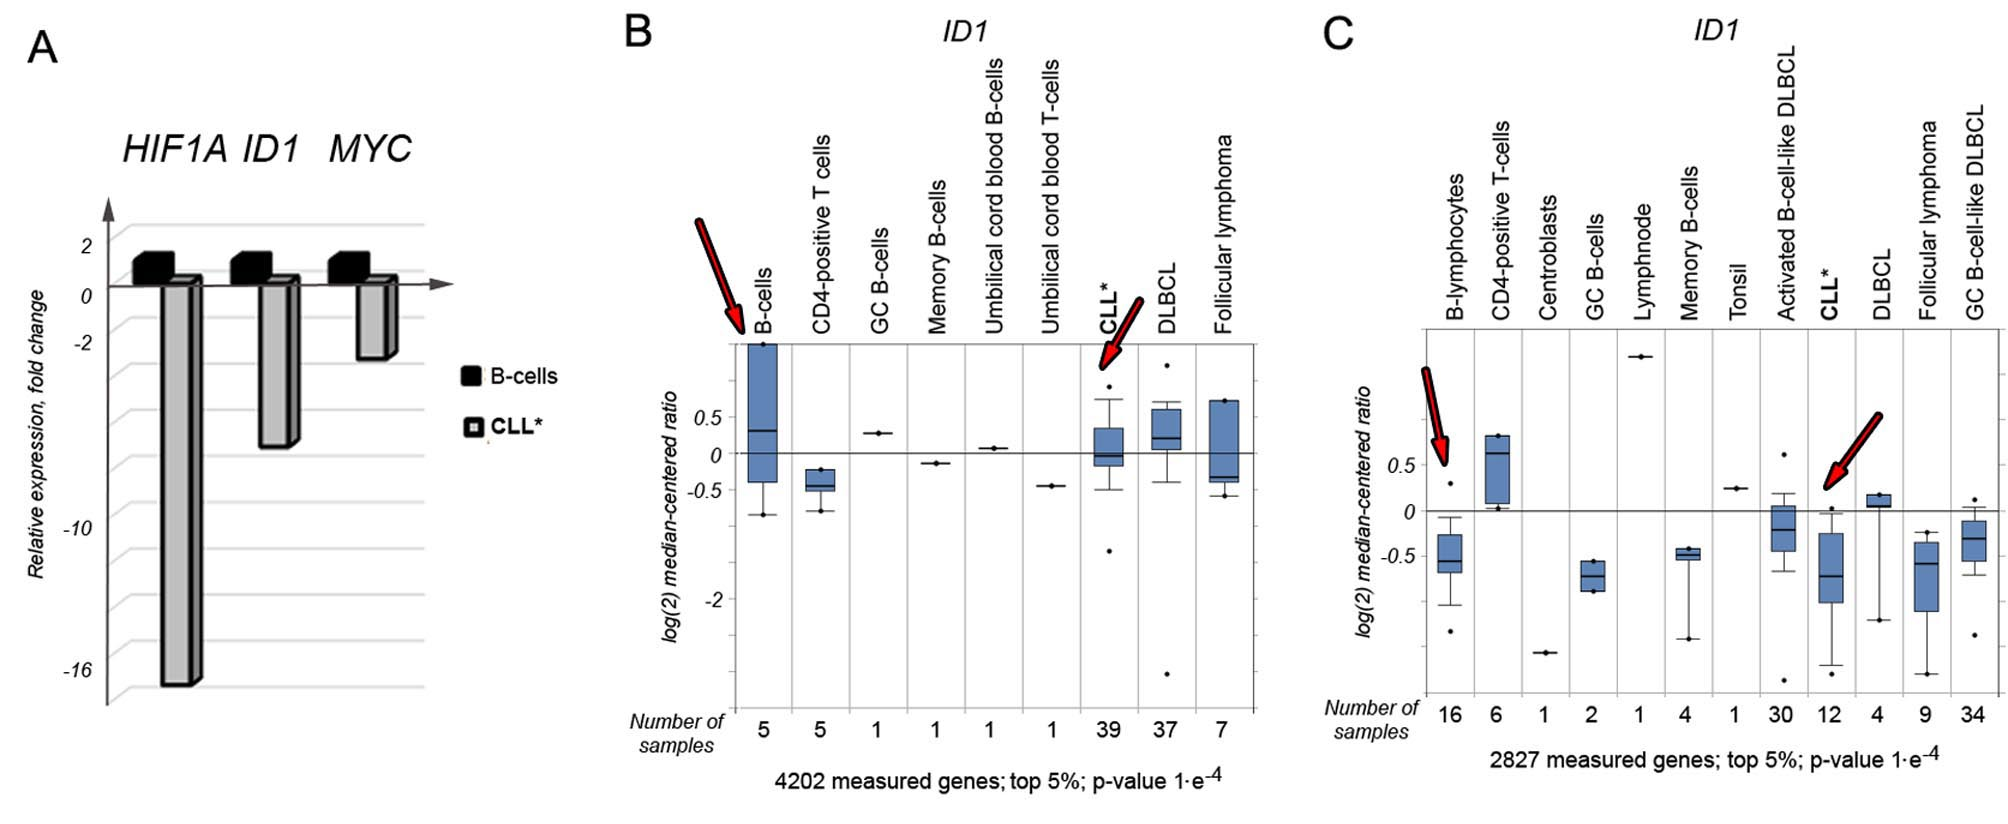 A
HIF1A ID1 MYC
2
0
-2
-10
-16
Relative expression, fold change
B-cells
CLL*
B
ID1
B-cells
CD4-positive T cells
GC B-cells
Memory B-cells
Umbilical cord blood B-cells
Umbilical cord blood T-cells
CLL*
DLBCL
Follicular lymphoma
log(2) median-centered ratio
0.5
0
-0.5
-2
Number of
samples
5 5 1 1 1 1 39 37 7
4202 measured genes; top 5%; p-value 1·e-4
C
ID1
B-lymphocytes
CD4-positive T-cells
Centroblasts
GC B-cells
Lymphnode
Memory B-cells
Tonsil
Activated B-cell-like DLBCL
CLL*
DLBCL
Follicular lymphoma
GC B-cell-like DLBCL
log(2) median-centered ratio
0.5
0
-0.5
Number of
samples
16 6 1 2 1 4 1 30 12 4 9 34
2827 measured genes; top 5%; p-value 1·e-4